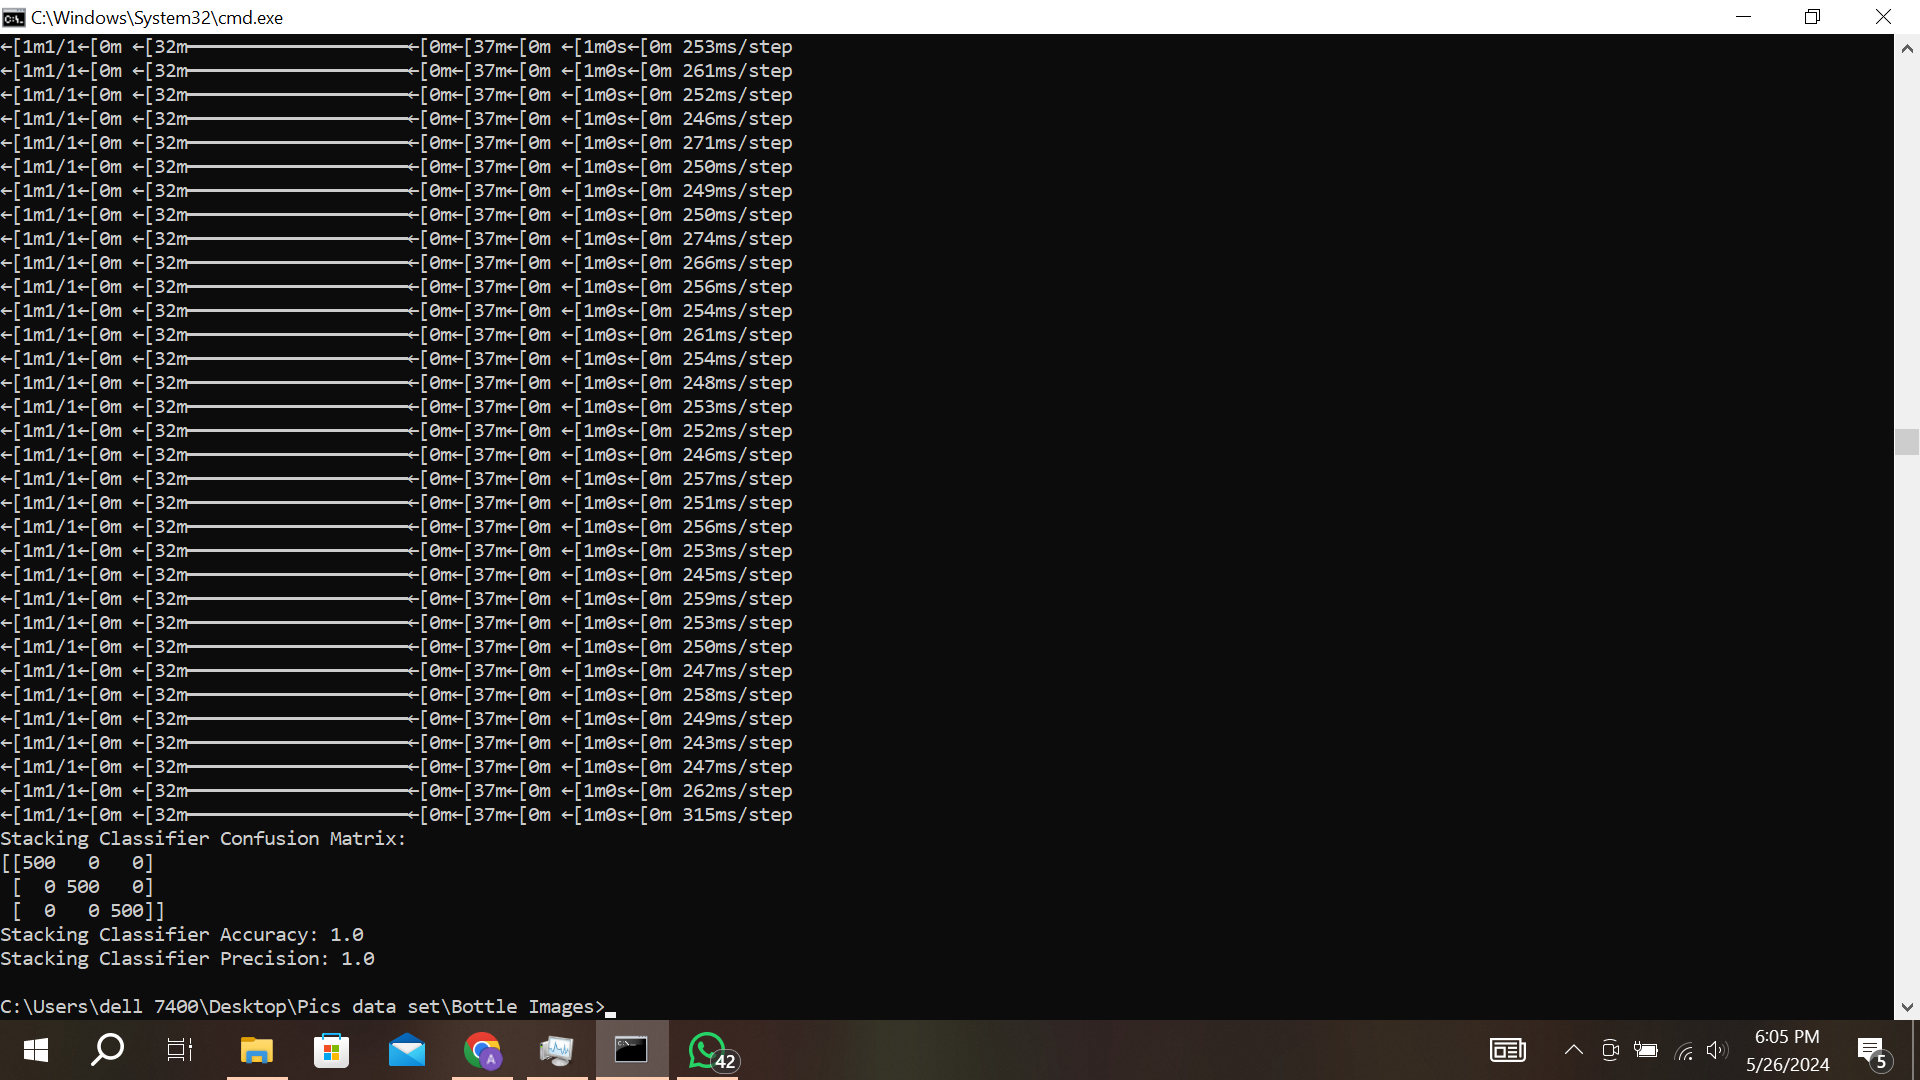 C:\Windows\System32\cmd.exe
←[1m1/1←[0m ←[32m━━━━━━━━━━━━━━━━━━━━←[0m←[37m←[0m ←[1m0s←[0m 253ms/step
←[1m1/1←[0m ←[32m━━━━━━━━━━━━━━━━━━━━←[0m←[37m←[0m ←[1m0s←[0m 261ms/step
←[1m1/1←[0m ←[32m━━━━━━━━━━━━━━━━━━━━←[0m←[37m←[0m ←[1m0s←[0m 252ms/step
←[1m1/1←[0m ←[32m━━━━━━━━━━━━━━━━━━━━←[0m←[37m←[0m ←[1m0s←[0m 246ms/step
←[1m1/1←[0m ←[32m━━━━━━━━━━━━━━━━━━━━←[0m←[37m←[0m ←[1m0s←[0m 271ms/step
←[1m1/1←[0m ←[32m━━━━━━━━━━━━━━━━━━━━←[0m←[37m←[0m ←[1m0s←[0m 250ms/step
←[1m1/1←[0m ←[32m━━━━━━━━━━━━━━━━━━━━←[0m←[37m←[0m ←[1m0s←[0m 249ms/step
←[1m1/1←[0m ←[32m━━━━━━━━━━━━━━━━━━━━←[0m←[37m←[0m ←[1m0s←[0m 250ms/step
←[1m1/1←[0m ←[32m━━━━━━━━━━━━━━━━━━━━←[0m←[37m←[0m ←[1m0s←[0m 274ms/step
←[1m1/1←[0m ←[32m━━━━━━━━━━━━━━━━━━━━←[0m←[37m←[0m ←[1m0s←[0m 266ms/step
←[1m1/1←[0m ←[32m━━━━━━━━━━━━━━━━━━━━←[0m←[37m←[0m ←[1m0s←[0m 256ms/step
←[1m1/1←[0m ←[32m━━━━━━━━━━━━━━━━━━━━←[0m←[37m←[0m ←[1m0s←[0m 254ms/step
←[1m1/1←[0m ←[32m━━━━━━━━━━━━━━━━━━━━←[0m←[37m←[0m ←[1m0s←[0m 261ms/step
←[1m1/1←[0m ←[32m━━━━━━━━━━━━━━━━━━━━←[0m←[37m←[0m ←[1m0s←[0m 254ms/step
←[1m1/1←[0m ←[32m━━━━━━━━━━━━━━━━━━━━←[0m←[37m←[0m ←[1m0s←[0m 248ms/step
←[1m1/1←[0m ←[32m━━━━━━━━━━━━━━━━━━━━←[0m←[37m←[0m ←[1m0s←[0m 253ms/step
←[1m1/1←[0m ←[32m━━━━━━━━━━━━━━━━━━━━←[0m←[37m←[0m ←[1m0s←[0m 252ms/step
←[1m1/1←[0m ←[32m━━━━━━━━━━━━━━━━━━━━←[0m←[37m←[0m ←[1m0s←[0m 246ms/step
←[1m1/1←[0m ←[32m━━━━━━━━━━━━━━━━━━━━←[0m←[37m←[0m ←[1m0s←[0m 257ms/step
←[1m1/1←[0m ←[32m━━━━━━━━━━━━━━━━━━━━←[0m←[37m←[0m ←[1m0s←[0m 251ms/step
←[1m1/1←[0m ←[32m━━━━━━━━━━━━━━━━━━━━←[0m←[37m←[0m ←[1m0s←[0m 256ms/step
←[1m1/1←[0m ←[32m━━━━━━━━━━━━━━━━━━━━←[0m←[37m←[0m ←[1m0s←[0m 253ms/step
←[1m1/1←[0m ←[32m━━━━━━━━━━━━━━━━━━━━←[0m←[37m←[0m ←[1m0s←[0m 245ms/step
←[1m1/1←[0m ←[32m━━━━━━━━━━━━━━━━━━━━←[0m←[37m←[0m ←[1m0s←[0m 259ms/step
←[1m1/1←[0m ←[32m━━━━━━━━━━━━━━━━━━━━←[0m←[37m←[0m ←[1m0s←[0m 253ms/step
←[1m1/1←[0m ←[32m━━━━━━━━━━━━━━━━━━━━←[0m←[37m←[0m ←[1m0s←[0m 250ms/step
←[1m1/1←[0m ←[32m━━━━━━━━━━━━━━━━━━━━←[0m←[37m←[0m ←[1m0s←[0m 247ms/step
←[1m1/1←[0m ←[32m━━━━━━━━━━━━━━━━━━━━←[0m←[37m←[0m ←[1m0s←[0m 258ms/step
←[1m1/1←[0m ←[32m━━━━━━━━━━━━━━━━━━━━←[0m←[37m←[0m ←[1m0s←[0m 249ms/step
←[1m1/1←[0m ←[32m━━━━━━━━━━━━━━━━━━━━←[0m←[37m←[0m ←[1m0s←[0m 243ms/step
←[1m1/1←[0m ←[32m━━━━━━━━━━━━━━━━━━━━←[0m←[37m←[0m ←[1m0s←[0m 247ms/step
←[1m1/1←[0m ←[32m━━━━━━━━━━━━━━━━━━━━←[0m←[37m←[0m ←[1m0s←[0m 262ms/step
←[1m1/1←[0m ←[32m━━━━━━━━━━━━━━━━━━━━←[0m←[37m←[0m ←[1m0s←[0m 315ms/step
Stacking Classifier Confusion Matrix:
[[500   0   0]
 [  0 500   0]
 [  0   0 500]]
Stacking Classifier Accuracy: 1.0
Stacking Classifier Precision: 1.0
C:\Users\dell 7400\Desktop\Pics data set\Bottle Images>
A
42
6:05 PM
5/26/2024
5